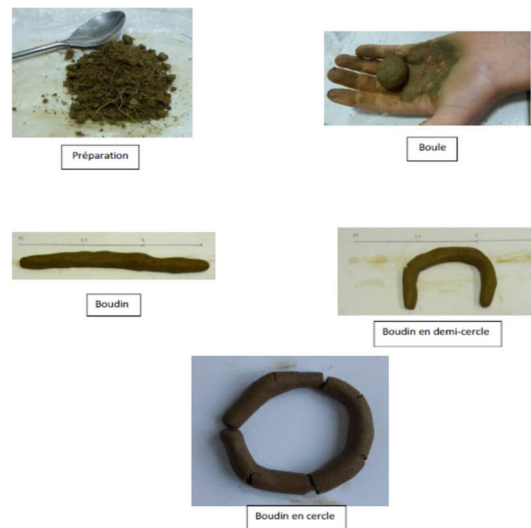 Préparation
Boule
Boudin
Boudin en demi-cercle
Boudin en cercle